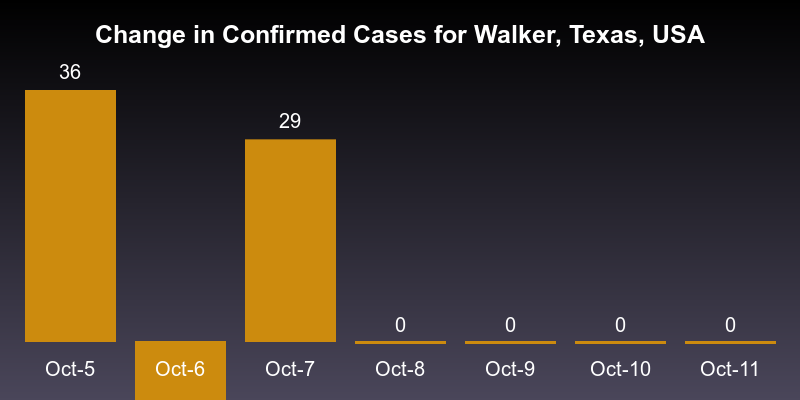 Change in Confirmed Cases for Walker, Texas, USA
36
29
0 0 0 0
Oct-5 Oct-6 Oct-7 Oct-8 Oct-9 Oct-10 Oct-11